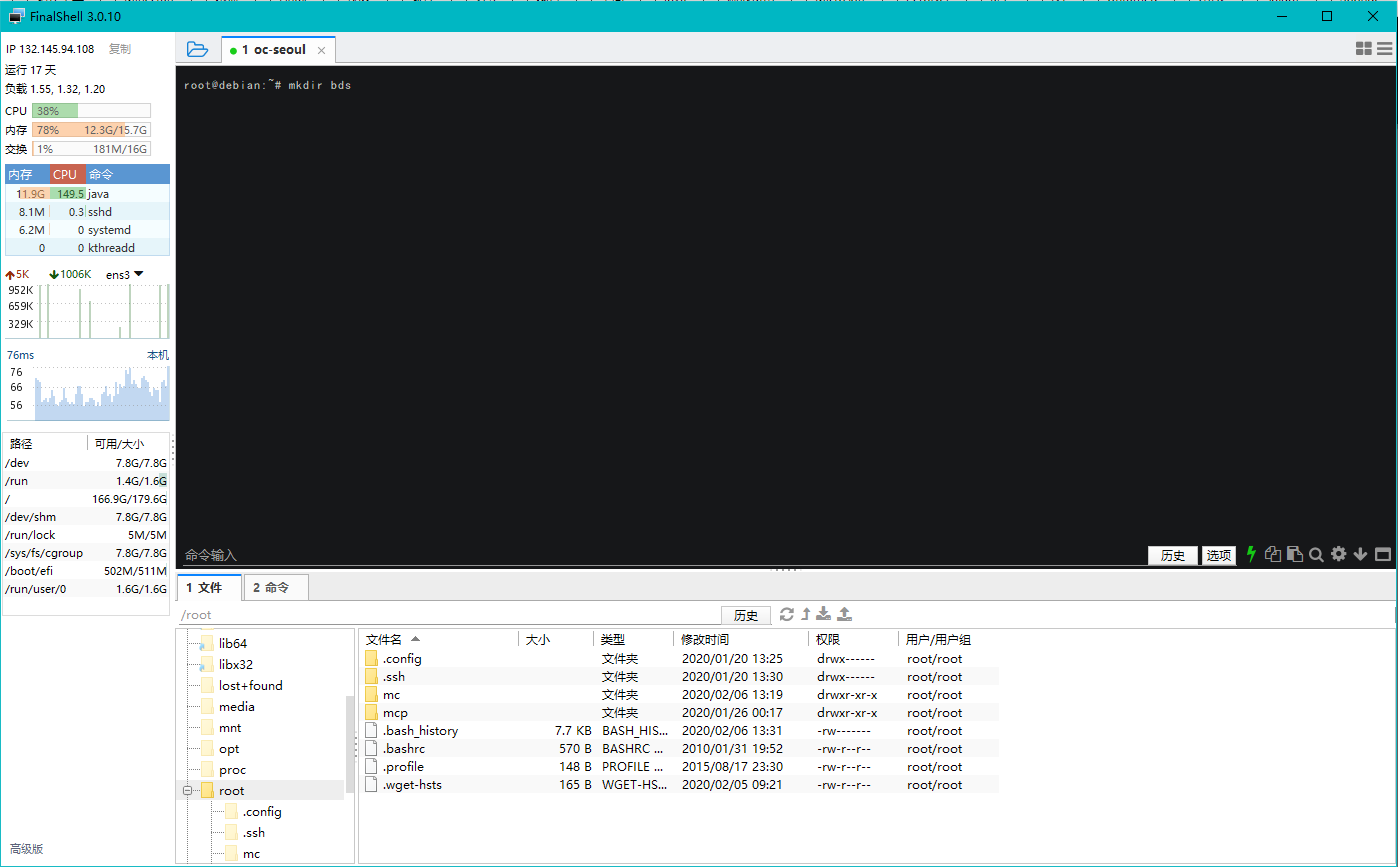 FinalShell 3.0.10
IP 132.145.94.108 复制
运行 17 天
负载 1.55, 1.32, 1.20
CPU 38%
内存 78% 12.3G/15.7G
交换 1% 181M/16G
内存 CPU 命令
11.9G 149.5 java
8.1M 0.3 sshd
6.2M 0 systemd
0 0 kthreadd
5K 1006K ens3
952K
659K
329K
76ms 本机
76
66
56
路径 可用/大小
/dev 7.8G/7.8G
/run 1.4G/1.6G
/ 166.9G/179.6G
/dev/shm 7.8G/7.8G
/run/lock 5M/5M
/sys/fs/cgroup 7.8G/7.8G
/boot/efi 502M/511M
/run/user/0 1.6G/1.6G
高级版
1 oc-seoul
root@debian:~# mkdir bds
命令输入 历史 选项
1 文件 2 命令
/root 历史
lib64
libx32
lost+found
media
mnt
opt
proc
root
.config
.ssh
mc
文件名 大小 类型 修改时间 权限 用户/用户组
.config 文件夹 2020/01/20 13:25 drwx------ root/root
.ssh 文件夹 2020/01/20 13:30 drwx------ root/root
mc 文件夹 2020/02/06 13:19 drwxr-xr-x root/root
mcp 文件夹 2020/01/26 00:17 drwxr-xr-x root/root
.bash_history 7.7 KB BASH_HIS... 2020/02/06 13:31 -rw------- root/root
.bashrc 570 B BASHRC ... 2010/01/31 19:52 -rw-r--r-- root/root
.profile 148 B PROFILE ... 2015/08/17 23:30 -rw-r--r-- root/root
.wget-hsts 165 B WGET-HS... 2020/02/05 09:21 -rw-r--r-- root/root